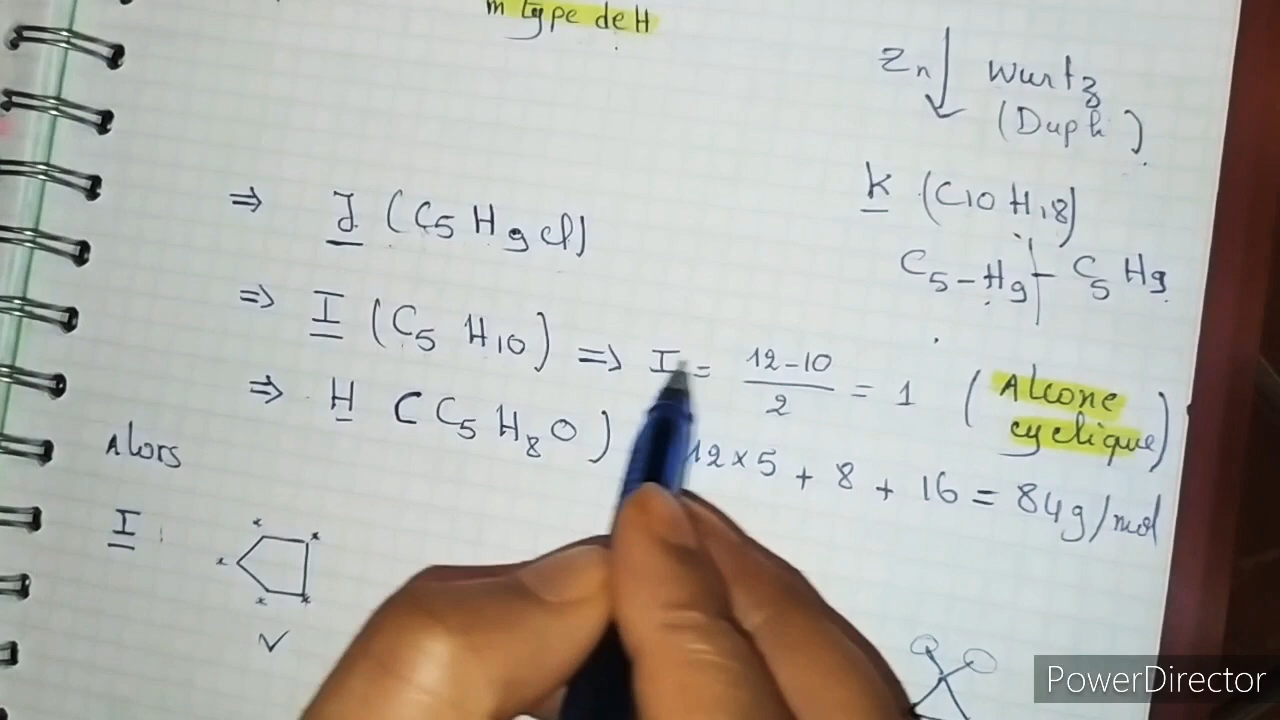 m type de H
Zn ↓ Wurtz
(Duph)
K (C10 H18)
C5-H9 - C5 H9
⇒ J (C5 H9 Cl)
⇒ I (C5 H10) ⇒ I = 12-10 / 2 = 1 (Alcane cyclique)
⇒ H (C5 H8 O) 12×5 + 8 + 16 = 84g/mol
Alors
I :
PowerDirector